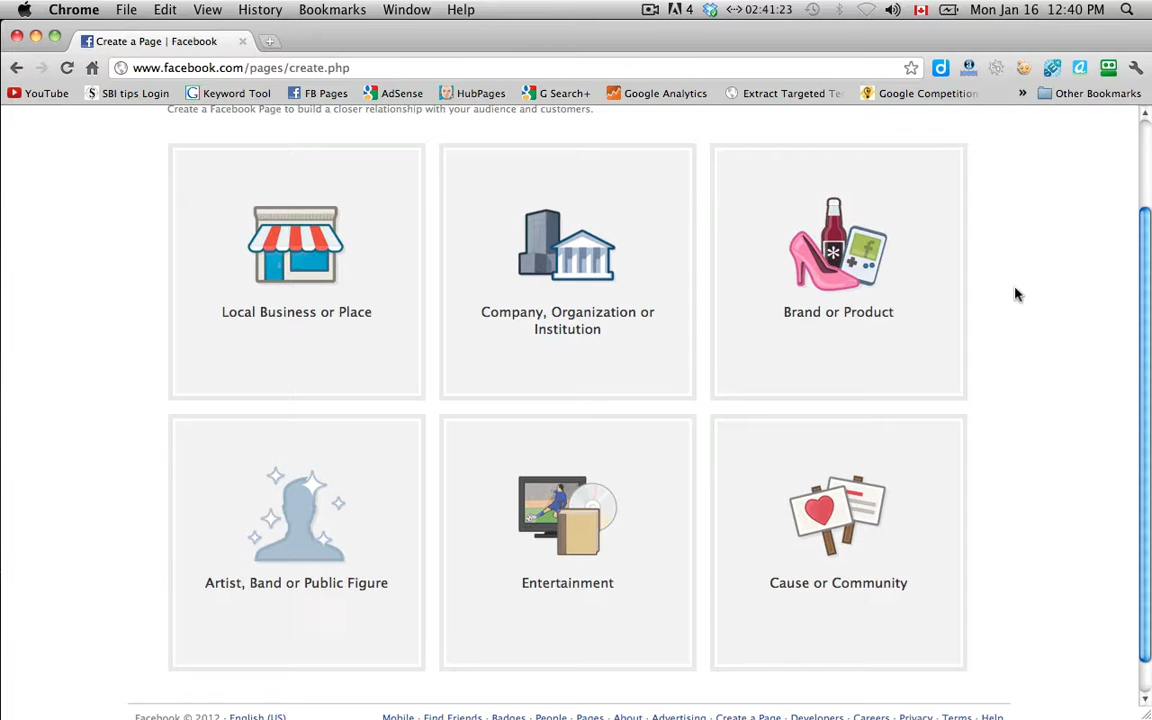 Chrome File Edit View History Bookmarks Window Help 4 02:41:23 Mon Jan 16 12:40 PM
Create a Page | Facebook
www.facebook.com/pages/create.php
YouTube SBI tips Login Keyword Tool FB Pages AdSense HubPages G Search+ Google Analytics Extract Targeted Te Google Competition » Other Bookmarks
Create a Facebook Page to build a closer relationship with your audience and customers.
Local Business or Place
Company, Organization or
Institution
Brand or Product
Artist, Band or Public Figure
Entertainment
Cause or Community
Facebook © 2012 · English (US)
Mobile · Find Friends · Badges · People · Pages · About · Advertising · Create a Page · Developers · Careers · Privacy · Terms · Help